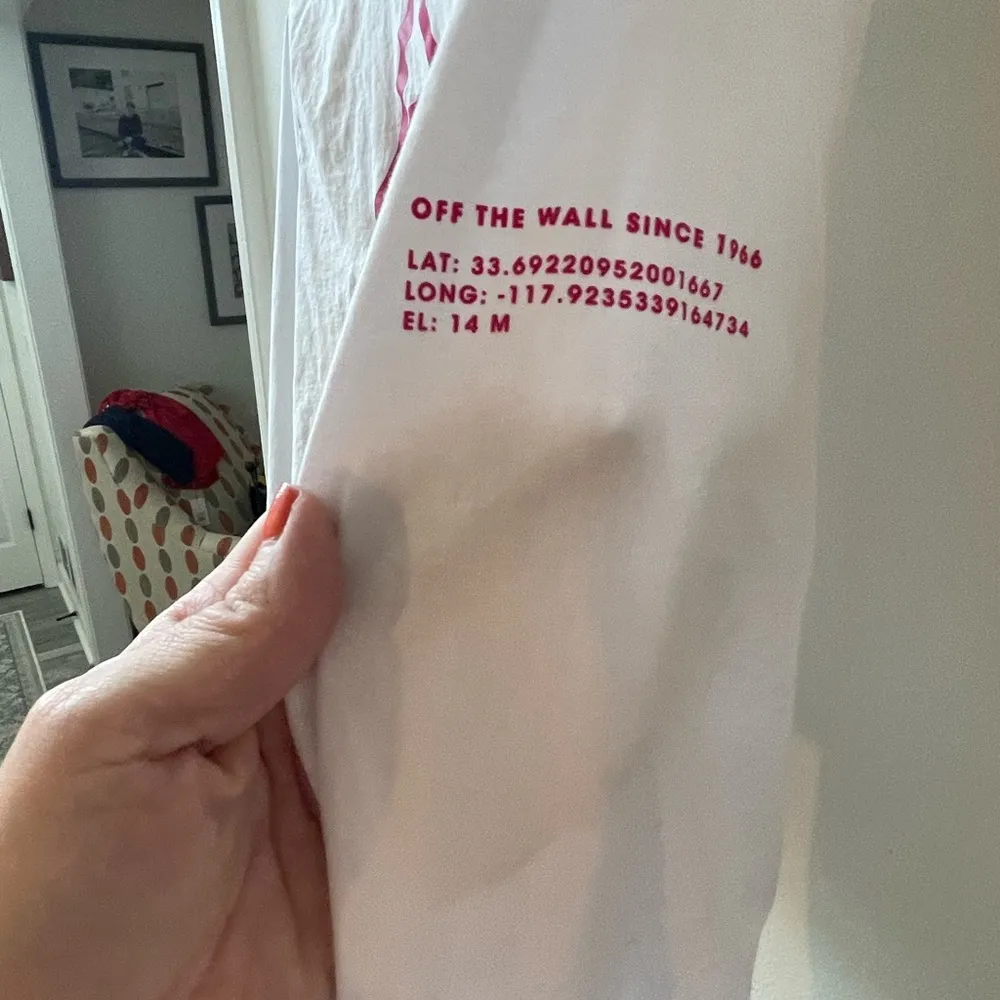 OFF THE WALL SINCE 1966
LAT: 33.69220952001667
LONG: -117.9235339164734
EL: 14 M